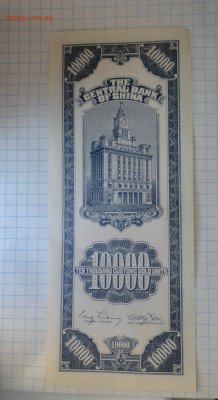 10000 10000
THE
CENTRAL BANK
OF CHINA
10000
TEN THOUSAND CUSTOMS GOLD UNITS
10000
10000 10000